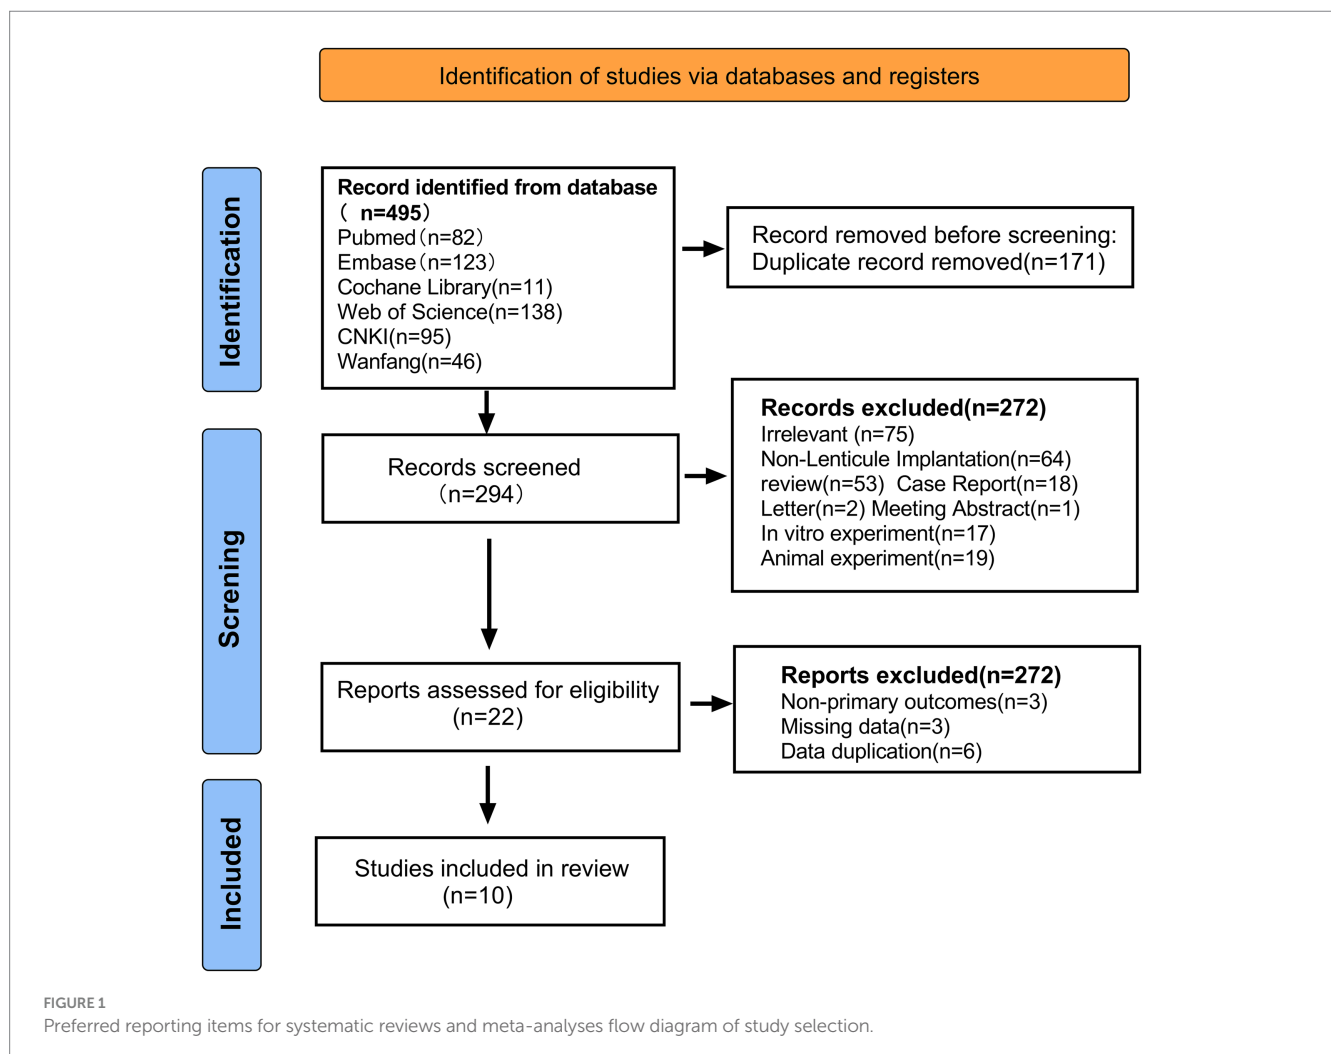 Identification of studies via databases and registers
Identification
Record identified from database
（ n=495）
Pubmed（n=82）
Embase（n=123）
Cochane Library(n=11)
Web of Science(n=138)
CNKI(n=95)
Wanfang(n=46)
Record removed before screening:
Duplicate record removed(n=171)
Screning
Records screened
（n=294）
Records excluded(n=272)
Irrelevant (n=75)
Non-Lenticule Implantation(n=64)
review(n=53) Case Report(n=18)
Letter(n=2) Meeting Abstract(n=1)
In vitro experiment(n=17)
Animal experiment(n=19)
Reports assessed for eligibility
(n=22)
Reports excluded(n=272)
Non-primary outcomes(n=3)
Missing data(n=3)
Data duplication(n=6)
Included
Studies included in review
(n=10)
FIGURE 1
Preferred reporting items for systematic reviews and meta-analyses flow diagram of study selection.